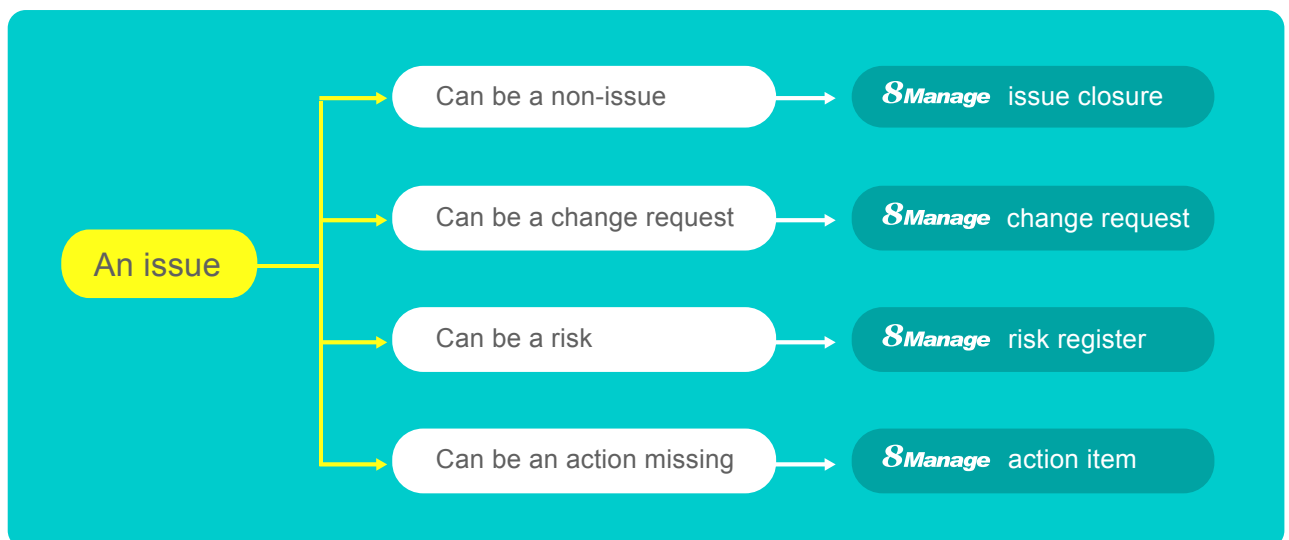 Can be a non-issue 8Manage issue closure
Can be a change request 8Manage change request
An issue
Can be a risk 8Manage risk register
Can be an action missing 8Manage action item